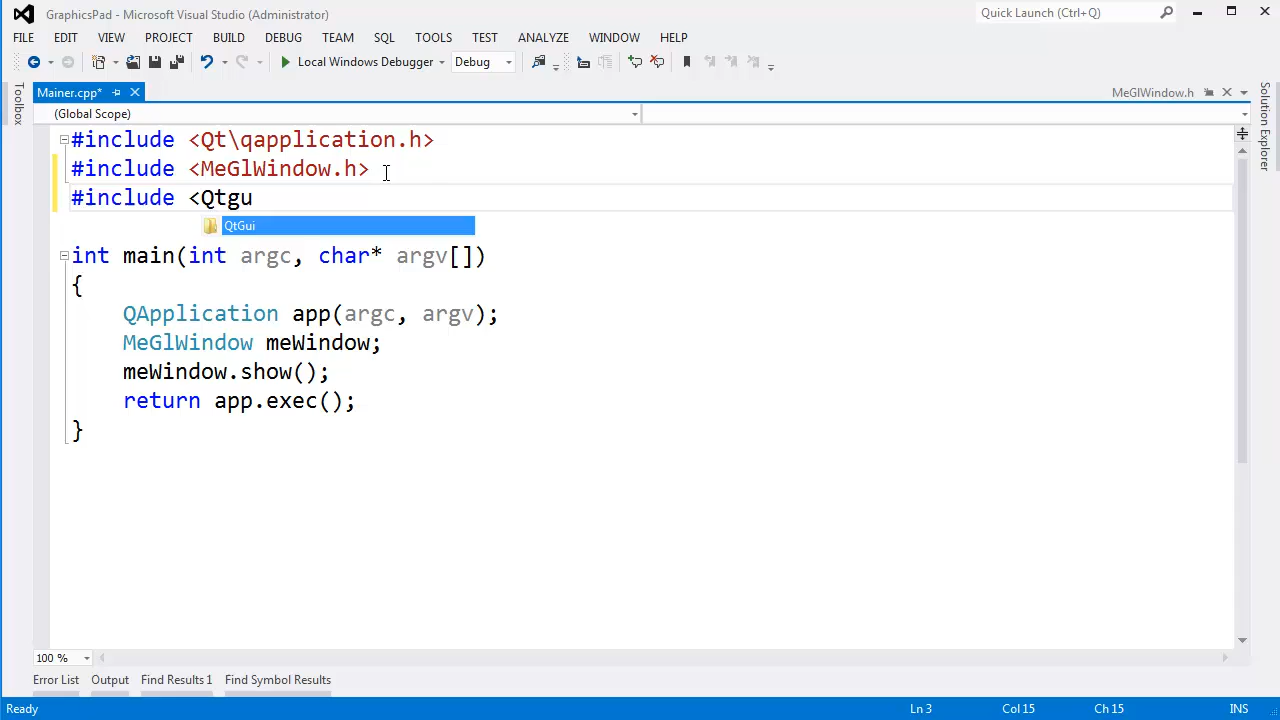 GraphicsPad - Microsoft Visual Studio (Administrator)
Quick Launch (Ctrl+Q)
FILE EDIT VIEW PROJECT BUILD DEBUG TEAM SQL TOOLS TEST ANALYZE WINDOW HELP
Local Windows Debugger Debug
Toolbox
Mainer.cpp*
MeGlWindow.h
Solution Explorer
(Global Scope)
#include <Qt\qapplication.h>
#include <MeGlWindow.h>
#include <Qtgu
QtGui
int main(int argc, char* argv[])
{
QApplication app(argc, argv);
MeGlWindow meWindow;
meWindow.show();
return app.exec();
}
100 %
Error List Output Find Results 1 Find Symbol Results
Ready Ln 3 Col 15 Ch 15 INS